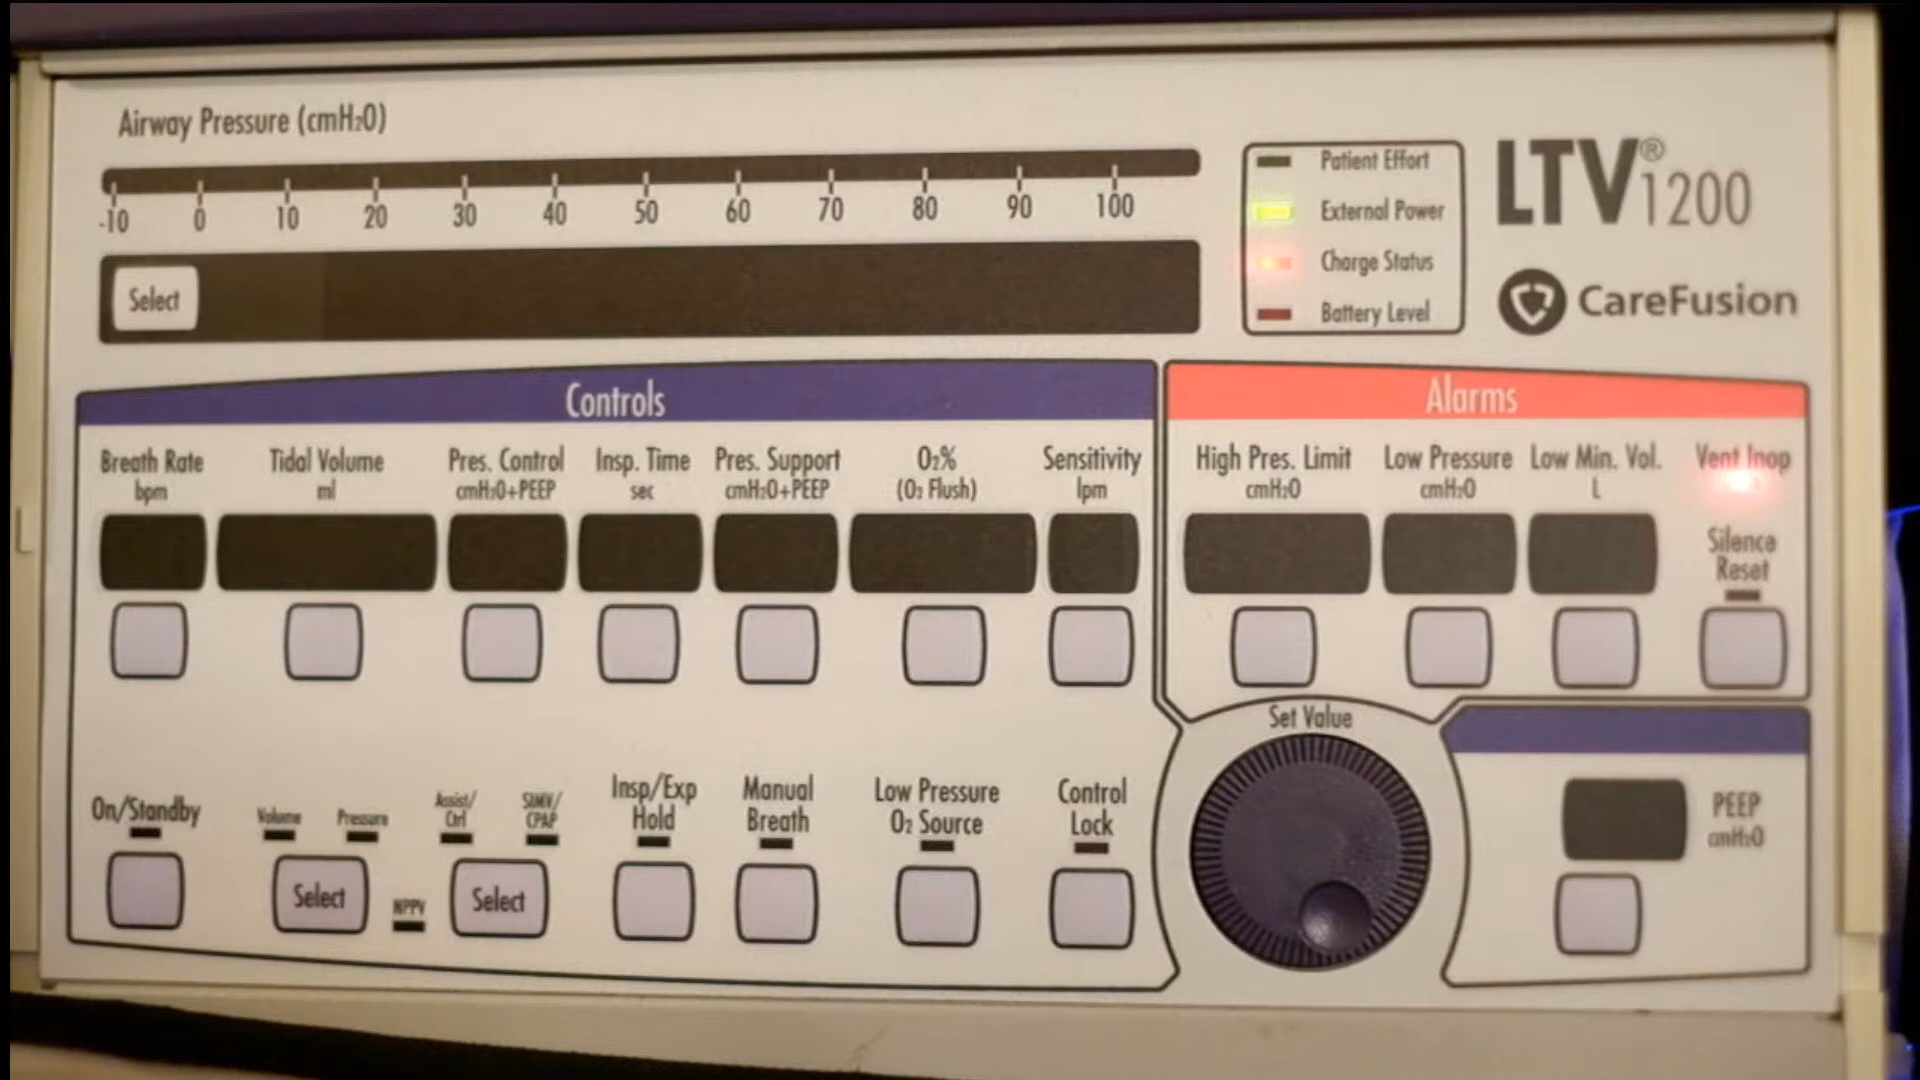 Airway Pressure (cmH₂O)
-10 0 10 20 30 40 50 60 70 80 90 100
Select
Patient Effort
External Power
Charge Status
Battery Level
LTV® 1200
CareFusion
Controls
Breath Rate bpm
Tidal Volume ml
Pres. Control cmH₂O+PEEP
Insp. Time sec
Pres. Support cmH₂O+PEEP
O₂% (O₂ Flush)
Sensitivity lpm
Alarms
High Pres. Limit cmH₂O
Low Pressure cmH₂O
Low Min. Vol. L
Vent Inop
Silence
Reset
On/Standby
Volume
Pressure
Select
NPPV
Assist/
Ctrl
SIMV/
CPAP
Select
Insp/Exp
Hold
Manual
Breath
Low Pressure
O₂ Source
Control
Lock
Set Value
PEEP
cmH₂O